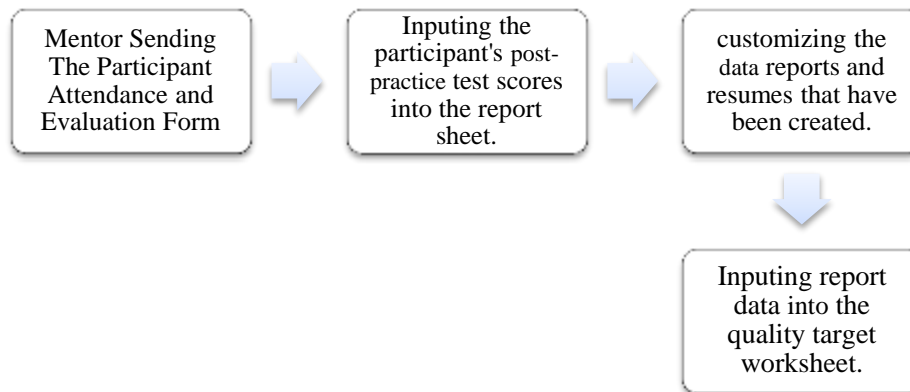 Mentor Sending
The Participant
Attendance and
Evaluation Form
Inputing the
participant's post-
practice test scores
into the report
sheet.
customizing the
data reports and
resumes that have
been created.
Inputing report
data into the
quality target
worksheet.